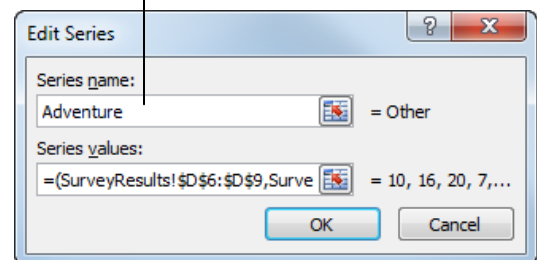 Edit Series
Series name:
Adventure = Other
Series values:
=(SurveyResults!$D$6:$D$9,Surve = 10, 16, 20, 7,...
OK Cancel